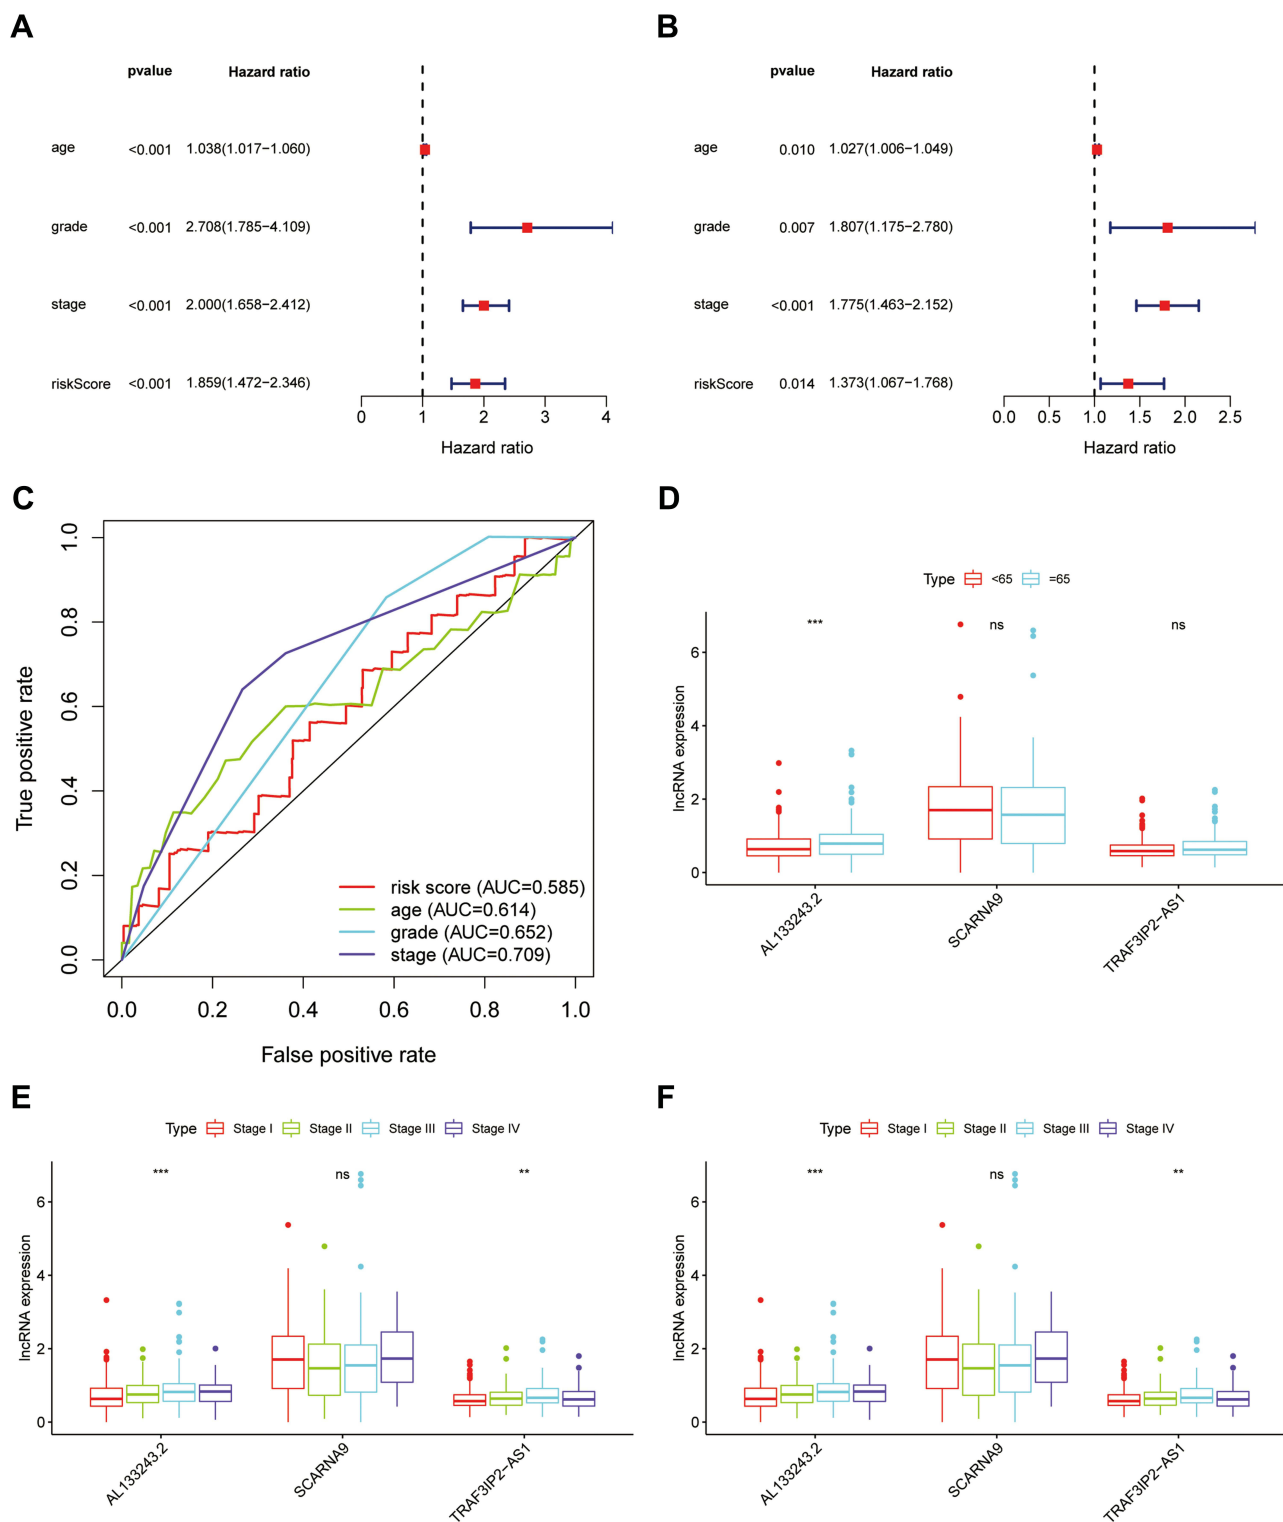 A
pvalue Hazard ratio
age <0.001 1.038(1.017−1.060)
grade <0.001 2.708(1.785−4.109)
stage <0.001 2.000(1.658−2.412)
riskScore <0.001 1.859(1.472−2.346)
0 1 2 3 4
Hazard ratio
B
pvalue Hazard ratio
age 0.010 1.027(1.006−1.049)
grade 0.007 1.807(1.175−2.780)
stage <0.001 1.775(1.463−2.152)
riskScore 0.014 1.373(1.067−1.768)
0.0 0.5 1.0 1.5 2.0 2.5
Hazard ratio
C
True positive rate
1.0
0.8
0.6
0.4
0.2
0.0
risk score (AUC=0.585)
age (AUC=0.614)
grade (AUC=0.652)
stage (AUC=0.709)
0.0 0.2 0.4 0.6 0.8 1.0
False positive rate
D
Type <65 =65
*** ns ns
lncRNA expression
6
4
2
0
AL133243.2
SCARNA9
TRAF3IP2−AS1
E
Type Stage I Stage II Stage III Stage IV
*** ns **
lncRNA expression
6
4
2
0
AL133243.2
SCARNA9
TRAF3IP2−AS1
F
Type Stage I Stage II Stage III Stage IV
*** ns **
lncRNA expression
6
4
2
0
AL133243.2
SCARNA9
TRAF3IP2−AS1